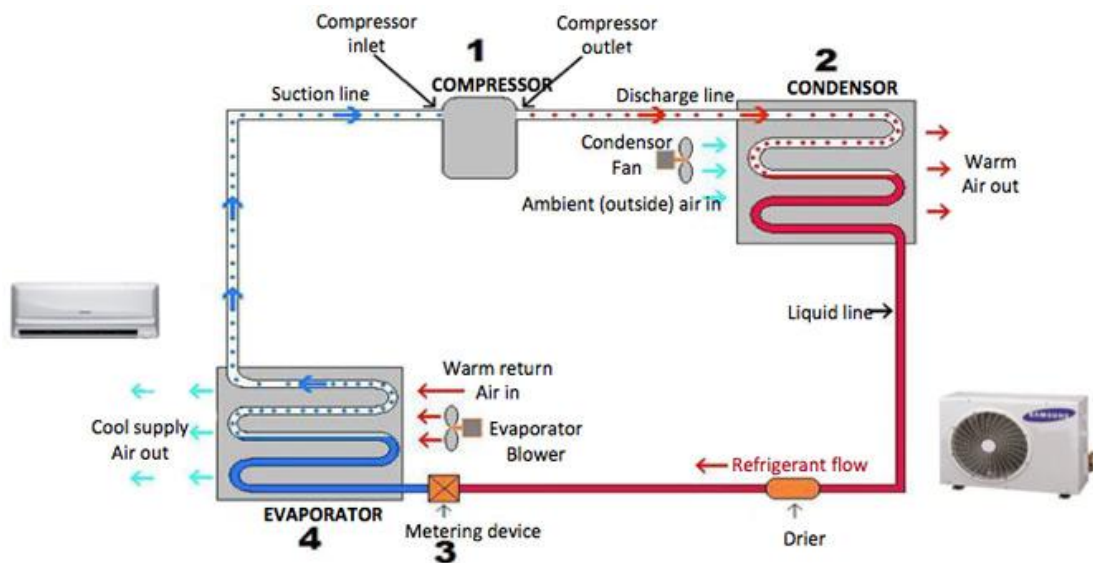 Compressor
inlet
1
COMPRESSOR
Compressor
outlet
2
CONDENSOR
Suction line
Discharge line
Condensor
Fan
Ambient (outside) air in
Warm
Air out
Liquid line
Warm return
Air in
Cool supply
Air out
Evaporator
Blower
SAMSUNG
Refrigerant flow
EVAPORATOR
4
Metering device
3
Drier